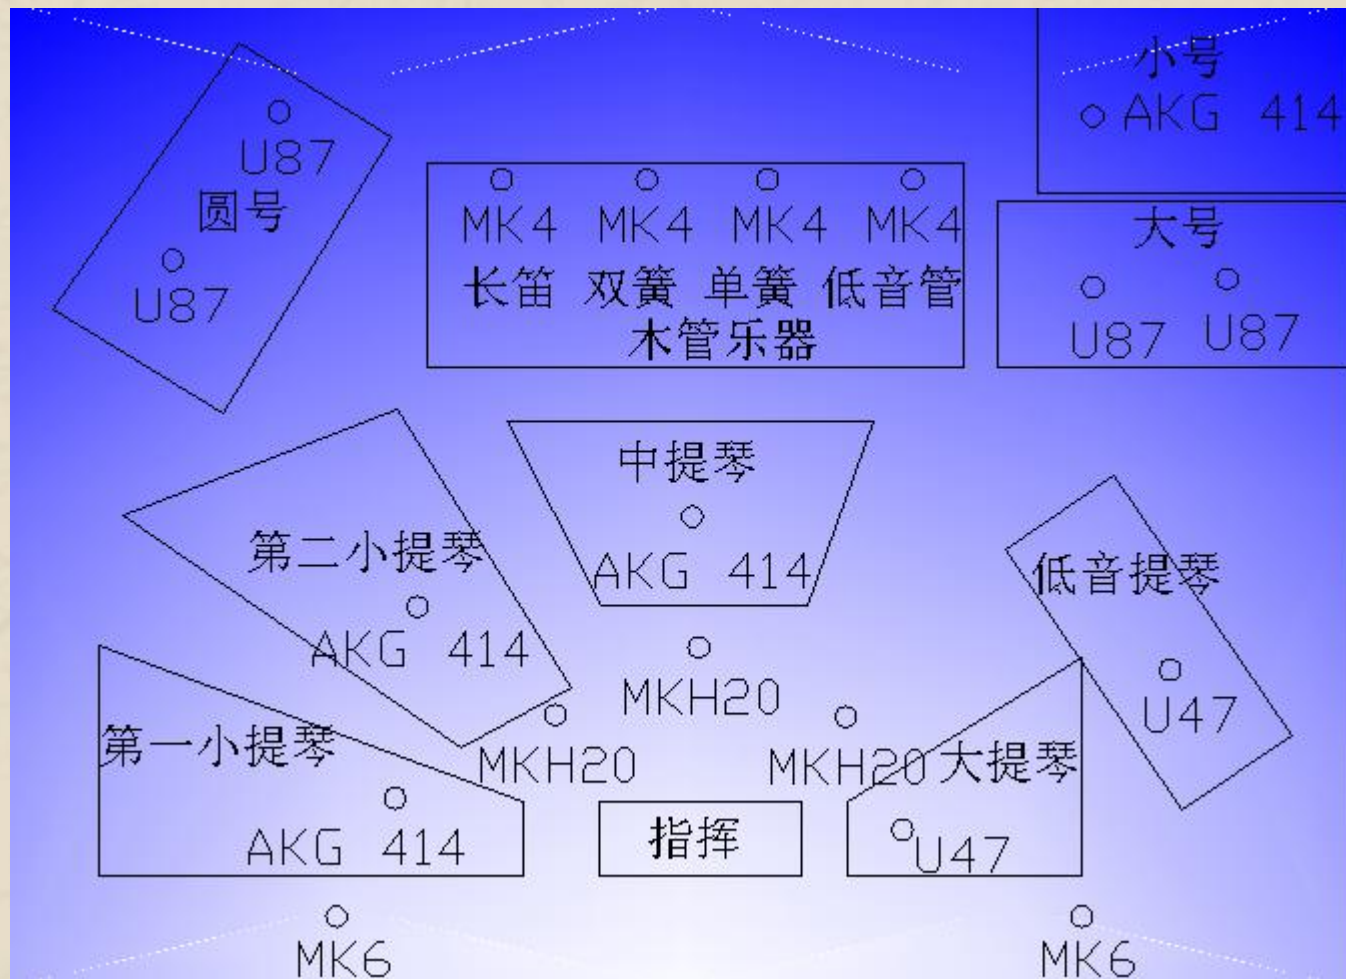 小号
AKG 414
U87
圆号
U87
MK4 MK4 MK4 MK4
长笛 双簧 单簧 低音管
木管乐器
大号
U87 U87
中提琴
AKG 414
第二小提琴
AKG 414
低音提琴
U47
MKH20
MKH20
MKH20
第一小提琴
AKG 414
指挥
大提琴
U47
MK6
MK6